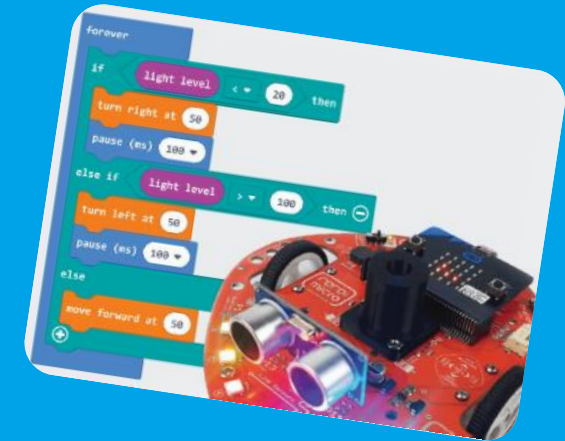 forever
if light level < 20 then
turn right at 50
pause (ms) 100
else if light level > 100 then
turn left at 50
pause (ms) 100
else
move forward at 50